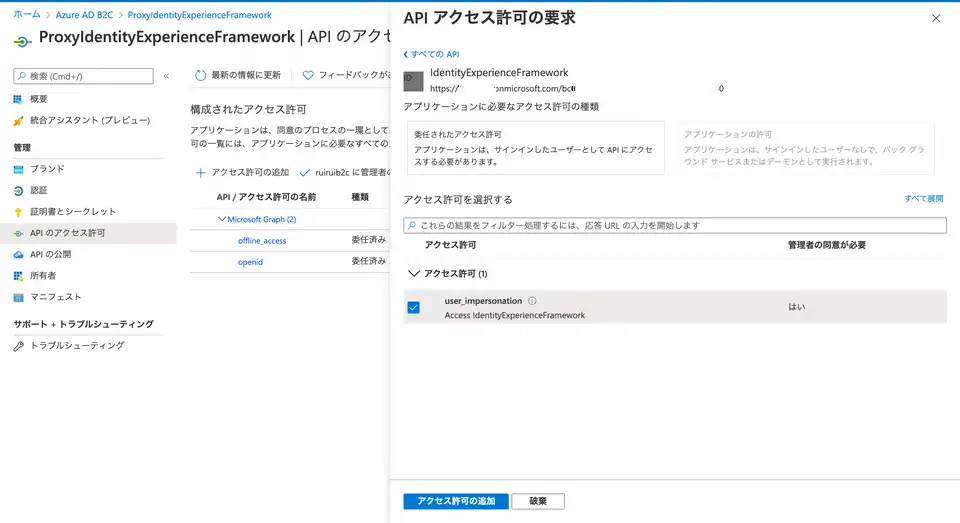 ホーム > Azure AD B2C > ProxyIdentityExperienceFramework
ProxyIdentityExperienceFramework | API のアクセ
検索 (Cmd+/)
概要
統合アシスタント (プレビュー)
管理
ブランド
認証
証明書とシークレット
API のアクセス許可
API の公開
所有者
マニフェスト
サポート + トラブルシューティング
トラブルシューティング
最新の情報に更新
フィードバックが
構成されたアクセス許可
アプリケーションは、同意のプロセスの一環として、
可の一覧には、アプリケーションに必要なすべての
アクセス許可の追加
ruiruib2c に管理者の
API / アクセス許可の名前
種類
Microsoft Graph (2)
offline_access
委任済み
openid
委任済み
API アクセス許可の要求
すべての API
IdentityExperienceFramework
https://
onmicrosoft.com/bc
0
アプリケーションに必要なアクセス許可の種類
委任されたアクセス許可
アプリケーションは、サインインしたユーザーとして API にアクセ
スする必要があります。
アプリケーションの許可
アプリケーションは、サインインしたユーザーなしで、バック グラ
ウンド サービスまたはデーモンとして実行されます。
アクセス許可を選択する
すべて展開
これらの結果をフィルター処理するには、応答 URL の入力を開始します
アクセス許可
管理者の同意が必要
アクセス許可 (1)
user_impersonation
Access IdentityExperienceFramework
はい
アクセス許可の追加
破棄